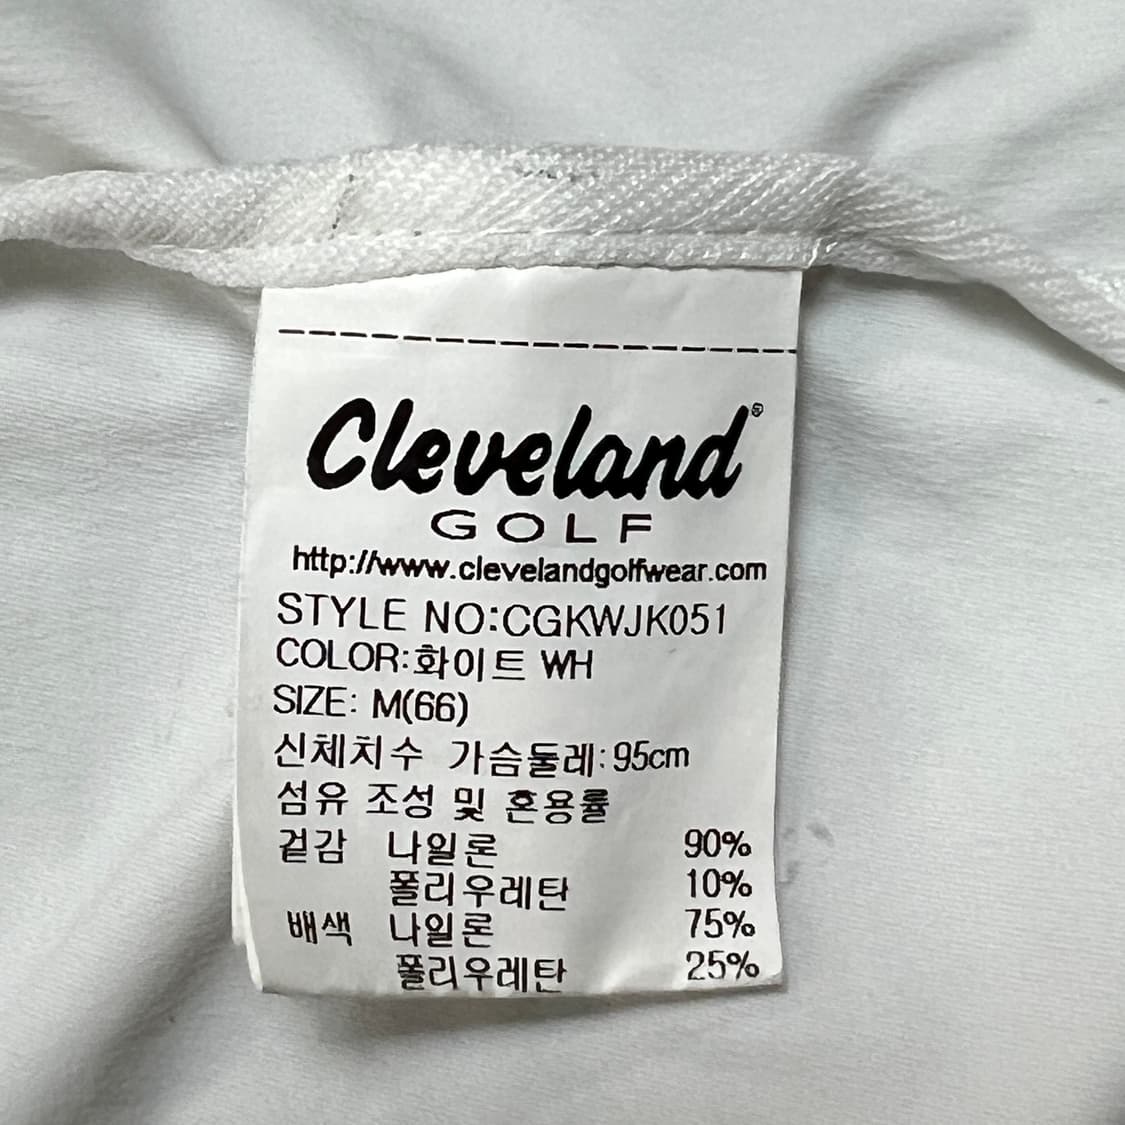 Cleveland®
GOLF
http://www.clevelandgolfwear.com
STYLE NO:CGKWJK051
COLOR:화이트 WH
SIZE: M(66)
신체치수 가슴둘레:95cm
섬유 조성 및 혼용률
겉감 나일론 90%
폴리우레탄 10%
배색 나일론 75%
폴리우레탄 25%